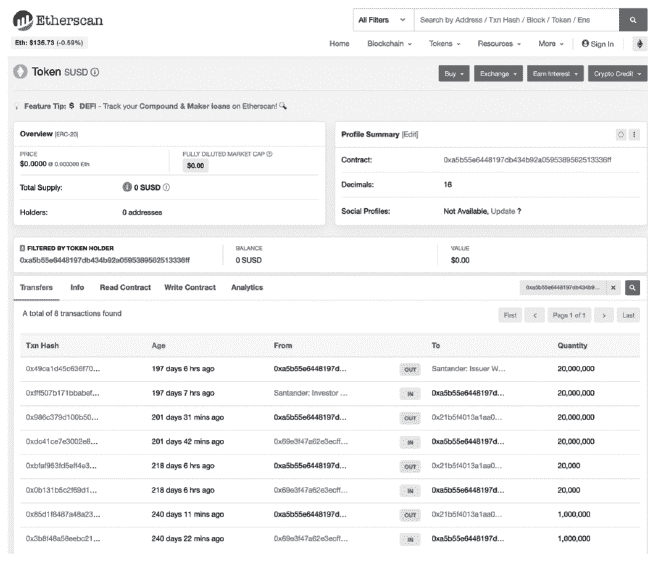 Etherscan
All Filters
Search by Address / Txn Hash / Block / Token / Ens
Eth: $136.73 (-0.59%)
Home Blockchain Tokens Resources More Sign In
Token SUSD
Buy Exchange Earn Interest Crypto Credit
Feature Tip: $ DEFI - Track your Compound & Maker loans on Etherscan!
Overview [ERC-20]
PRICE
$0.0000 @ 0.000000 Eth
FULLY DILUTED MARKET CAP
$0.00
Total Supply: 0 SUSD
Holders: 0 addresses
Profile Summary [Edit]
Contract: 0xa5b55e6448197db434b92a0595389562513336ff
Decimals: 16
Social Profiles: Not Available, Update ?
FILTERED BY TOKEN HOLDER
0xa5b55e6448197db434b92a0595389562513336ff
BALANCE
0 SUSD
VALUE
$0.00
Transfers Info Read Contract Write Contract Analytics
0xa5b55e6448197db434b9... X
A total of 8 transactions found
First < Page 1 of 1 > Last
Txn Hash Age From To Quantity
0x49ca1d45c636f70... 197 days 6 hrs ago 0xa5b55e6448197d... OUT Santander: Issuer W... 20,000,000
0xfff507b171bbabef... 197 days 7 hrs ago Santander: Investor ... IN 0xa5b55e6448197d... 20,000,000
0x986c379d100b50... 201 days 31 mins ago 0xa5b55e6448197d... OUT 0x21b5f4013a1aa0... 20,000,000
0xdc41ce7e3002e8... 201 days 42 mins ago 0x69e3f47a62e3ecff... IN 0xa5b55e6448197d... 20,000,000
0xbfaf963fd5eff4e3... 218 days 6 hrs ago 0xa5b55e6448197d... OUT 0x21b5f4013a1aa0... 20,000
0x0b131b5c2f69d1... 218 days 6 hrs ago 0x69e3f47a62e3ecff... IN 0xa5b55e6448197d... 20,000
0x85d1f8487a48a23... 240 days 11 mins ago 0xa5b55e6448197d... OUT 0x21b5f4013a1aa0... 1,000,000
0x3b8f48a58eebc21... 240 days 22 mins ago 0x69e3f47a62e3ecff... IN 0xa5b55e6448197d... 1,000,000